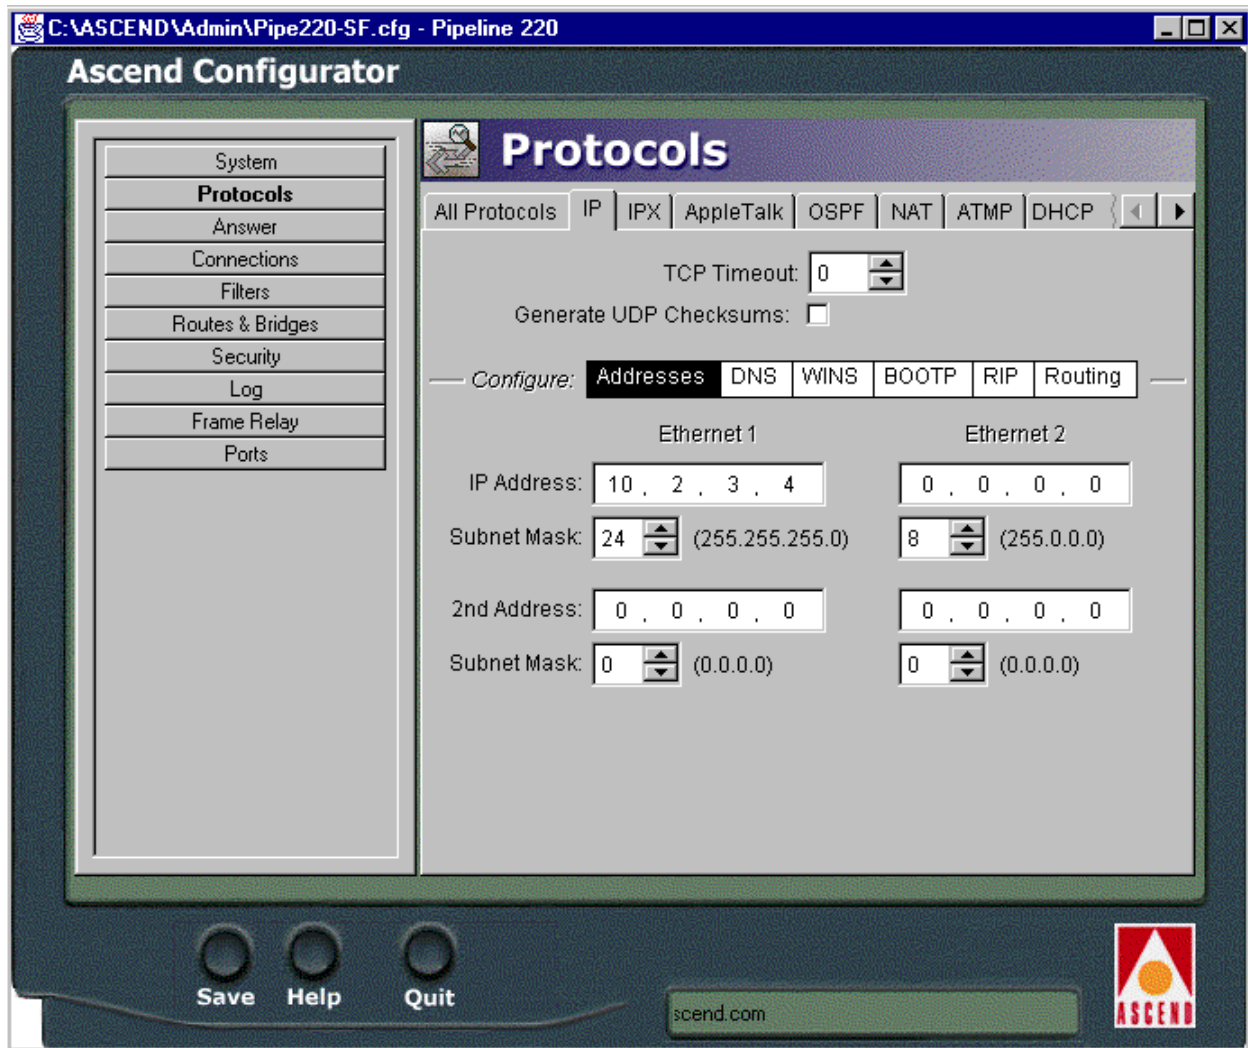 C:\ASCEND\Admin\Pipe220-SF.cfg - Pipeline 220
Ascend Configurator
System
Protocols
Answer
Connections
Filters
Routes & Bridges
Security
Log
Frame Relay
Ports
Protocols
All Protocols IP IPX AppleTalk OSPF NAT ATMP DHCP
TCP Timeout: 0
Generate UDP Checksums:
Configure: Addresses DNS WINS BOOTP RIP Routing
Ethernet 1 Ethernet 2
IP Address: 10 . 2 . 3 . 4 0 . 0 . 0 . 0
Subnet Mask: 24 (255.255.255.0) 8 (255.0.0.0)
2nd Address: 0 . 0 . 0 . 0 0 . 0 . 0 . 0
Subnet Mask: 0 (0.0.0.0) 0 (0.0.0.0)
Save Help Quit
scend.com
ASCEND